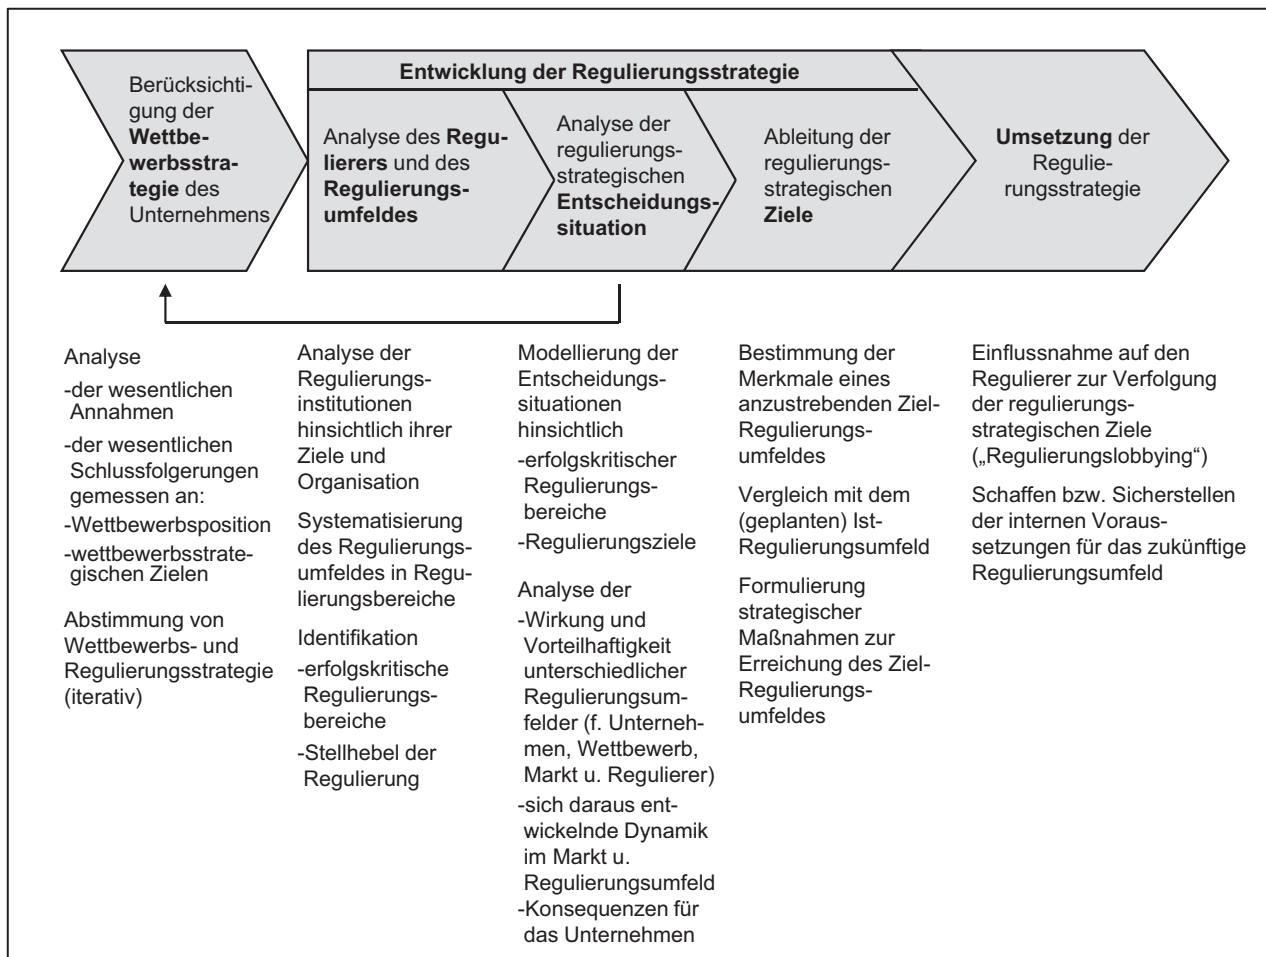 Berücksichti-
gung der
Wettbe-
werbsstra-
tegie des
Unternehmens
Entwicklung der Regulierungsstrategie
Analyse des Regu-
lierers und des
Regulierungs-
umfeldes
Analyse der
regulierungs-
strategischen
Entscheidungs-
situation
Ableitung der
regulierungs-
strategischen
Ziele
Umsetzung der
Regulie-
rungsstrategie
Analyse
-der wesentlichen
Annahmen
-der wesentlichen
Schlussfolgerungen
gemessen an:
-Wettbewerbsposition
-wettbewerbsstrate-
gischen Zielen
Abstimmung von
Wettbewerbs- und
Regulierungsstrategie
(iterativ)
Analyse der
Regulierungs-
institutionen
hinsichtlich ihrer
Ziele und
Organisation
Systematisierung
des Regulierungs-
umfeldes in Regu-
lierungsbereiche
Identifikation
-erfolgskritische
Regulierungs-
bereiche
-Stellhebel der
Regulierung
Modellierung der
Entscheidungs-
situationen
hinsichtlich
-erfolgskritischer
Regulierungs-
bereiche
-Regulierungsziele
Analyse der
-Wirkung und
Vorteilhaftigkeit
unterschiedlicher
Regulierungsum-
felder (f. Unterneh-
men, Wettbewerb,
Markt u. Regulierer)
-sich daraus ent-
wickelnde Dynamik
im Markt u.
Regulierungsumfeld
-Konsequenzen für
das Unternehmen
Bestimmung der
Merkmale eines
anzustrebenden Ziel-
Regulierungs-
umfeldes
Vergleich mit dem
(geplanten) Ist-
Regulierungsumfeld
Formulierung
strategischer
Maßnahmen zur
Erreichung des Ziel-
Regulierungs-
umfeldes
Einflussnahme auf den
Regulierer zur Verfolgung
der regulierungs-
strategischen Ziele
(„Regulierungslobbying“)
Schaffen bzw. Sicherstellen
der internen Voraus-
setzungen für das zukünftige
Regulierungsumfeld